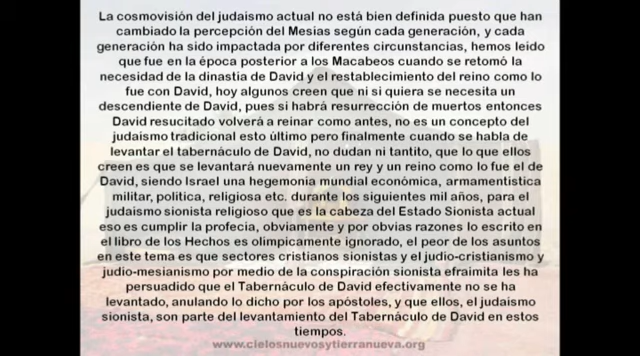 La cosmovisión del judaísmo actual no está bien definida puesto que han
cambiado la percepción del Mesias según cada generación, y cada
generación ha sido impactada por diferentes circunstancias, hemos leído
que fue en la época posterior a los Macabeos cuando se retomó la
necesidad de la dinastía de David y el restablecimiento del reino como lo
fue con David, hoy algunos creen que ni si quiera se necesita un
descendiente de David, pues si habrá resurrección de muertos entonces
David resucitado volverá a reinar como antes, no es un concepto del
judaísmo tradicional esto último pero finalmente cuando se habla de
levantar el tabernáculo de David, no dudan ni tantito, que lo que ellos
creen es que se levantará nuevamente un rey y un reino como lo fue el de
David, siendo Israel una hegemonía mundial económica, armamentistica
militar, política, religiosa etc. durante los siguientes mil años, para el
judaísmo sionista religioso que es la cabeza del Estado Sionista actual
eso es cumplir la profecía, obviamente y por obvias razones lo escrito en
el libro de los Hechos es olímpicamente ignorado, el peor de los asuntos
en este tema es que sectores cristianos sionistas y el judío-cristianismo y
judío-mesianismo por medio de la conspiración sionista efraimita les ha
persuadido que el Tabernáculo de David efectivamente no se ha
levantado, anulando lo dicho por los apóstoles, y que ellos, el judaísmo
sionista, son parte del levantamiento del Tabernáculo de David en estos
tiempos.
www.cielosnuevosytierranueva.org